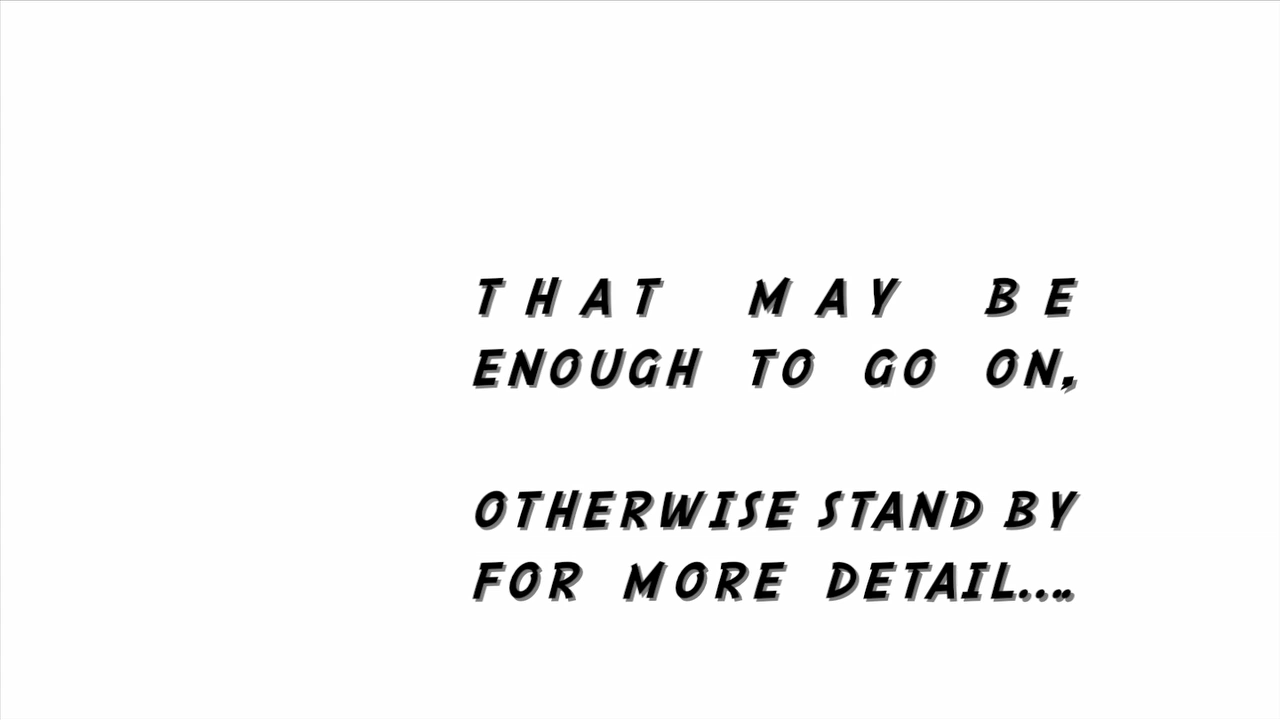 THAT MAY BE
ENOUGH TO GO ON,
OTHERWISE STAND BY
FOR MORE DETAIL....